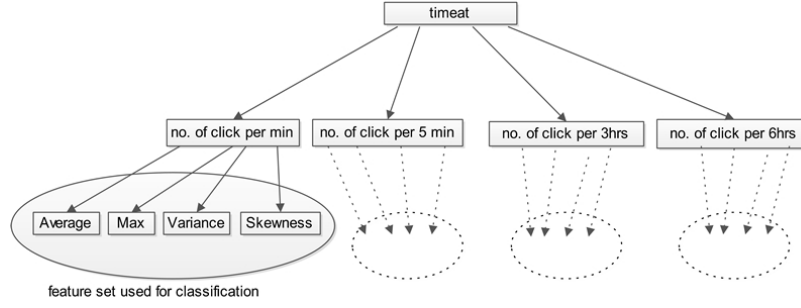 timeat
no. of click per min
no. of click per 5 min
no. of click per 3hrs
no. of click per 6hrs
Average
Max
Variance
Skewness
feature set used for classification